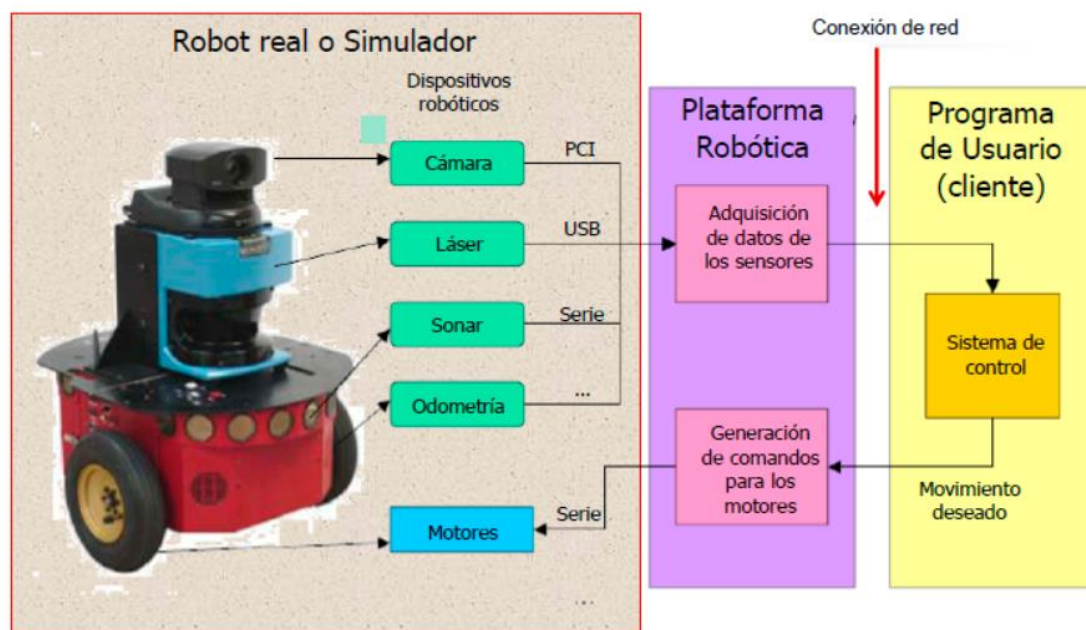 Robot real o Simulador
Dispositivos
robóticos
Cámara
PCI
Láser
USB
Sonar
Serie
Odometría
...
Motores
Serie
...
Conexión de red
Plataforma
Robótica
Adquisición
de datos de
los sensores
Generación
de comandos
para los
motores
Programa
de Usuario
(cliente)
Sistema de
control
Movimiento
deseado